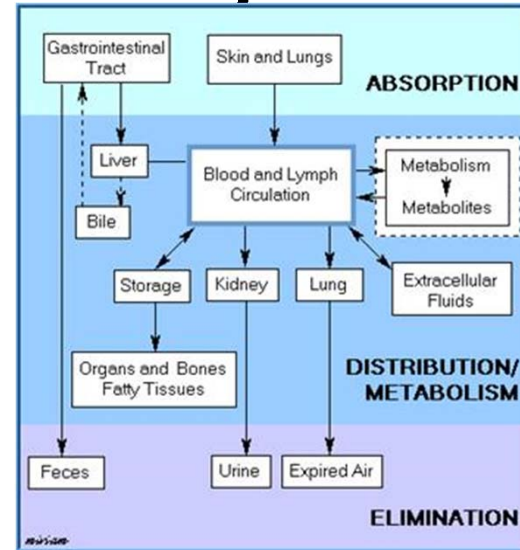 Gastrointestinal
Tract
Skin and Lungs
ABSORPTION
Liver
Blood and Lymph
Circulation
Metabolism
Metabolites
Bile
Storage
Kidney
Lung
Extracellular
Fluids
Organs and Bones
Fatty Tissues
DISTRIBUTION/
METABOLISM
Feces
Urine
Expired Air
ELIMINATION